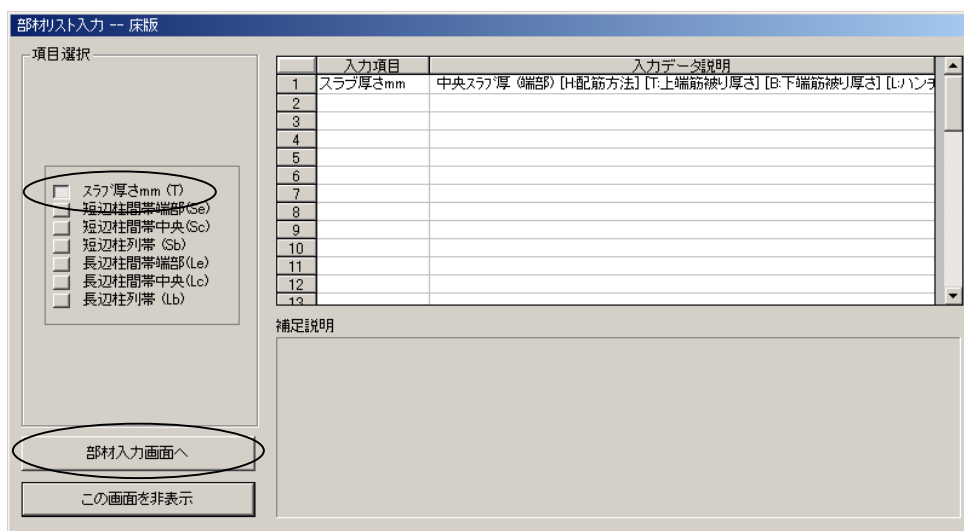 部材リスト入力 -- 床版
項目選択
スラブ厚さmm (T)
短辺柱間帯端部(Se)
短辺柱間帯中央(Sc)
短辺柱列帯 (Sb)
長辺柱間帯端部(Le)
長辺柱間帯中央(Lc)
長辺柱列帯 (Lb)
部材入力画面へ
この画面を非表示
入力項目 入力データ説明
1 スラブ厚さmm 中央スラブ厚 (端部) [H:配筋方法] [T:上端筋被り厚さ] [B:下端筋被り厚さ] [L:ハンチ
2
3
4
5
6
7
8
9
10
11
12
13
補足説明